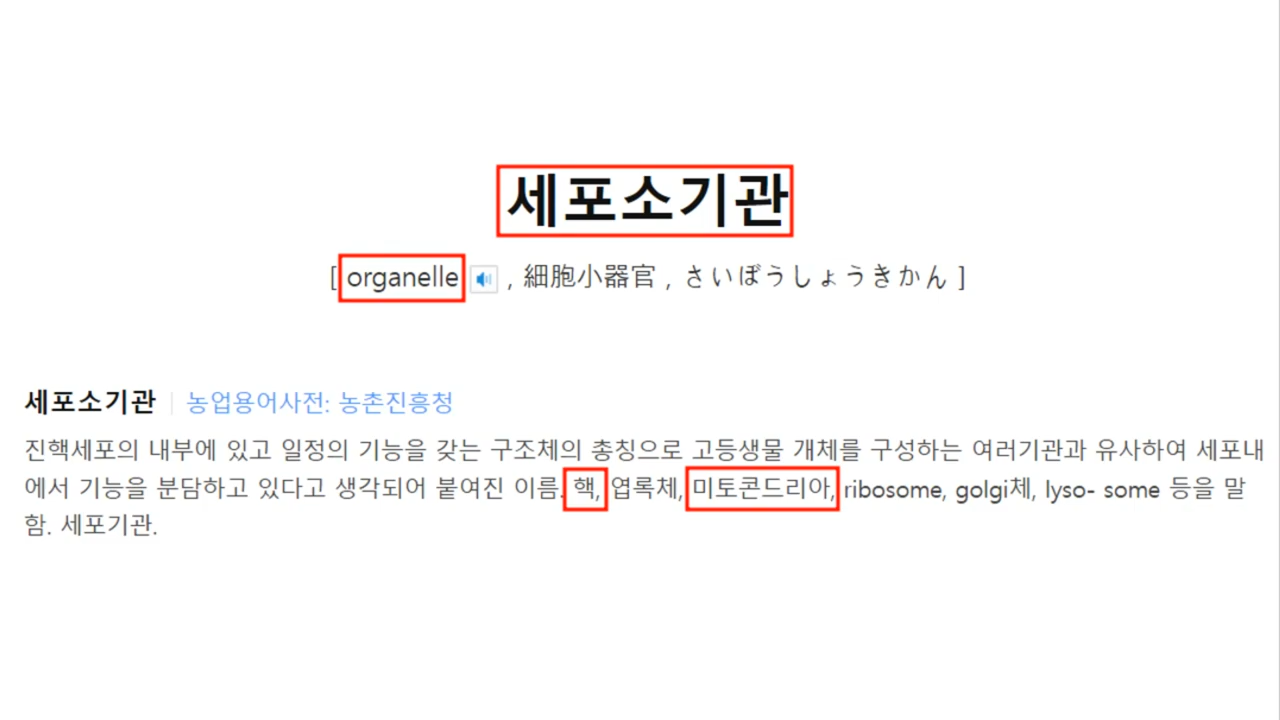 세포소기관
[ organelle , 細胞小器官 , さいぼうしょうきかん ]
세포소기관 | 농업용어사전: 농촌진흥청
진핵세포의 내부에 있고 일정의 기능을 갖는 구조체의 총칭으로 고등생물 개체를 구성하는 여러기관과 유사하여 세포내
에서 기능을 분담하고 있다고 생각되어 붙여진 이름. 핵, 엽록체, 미토콘드리아, ribosome, golgi체, lyso- some 등을 말
함. 세포기관.